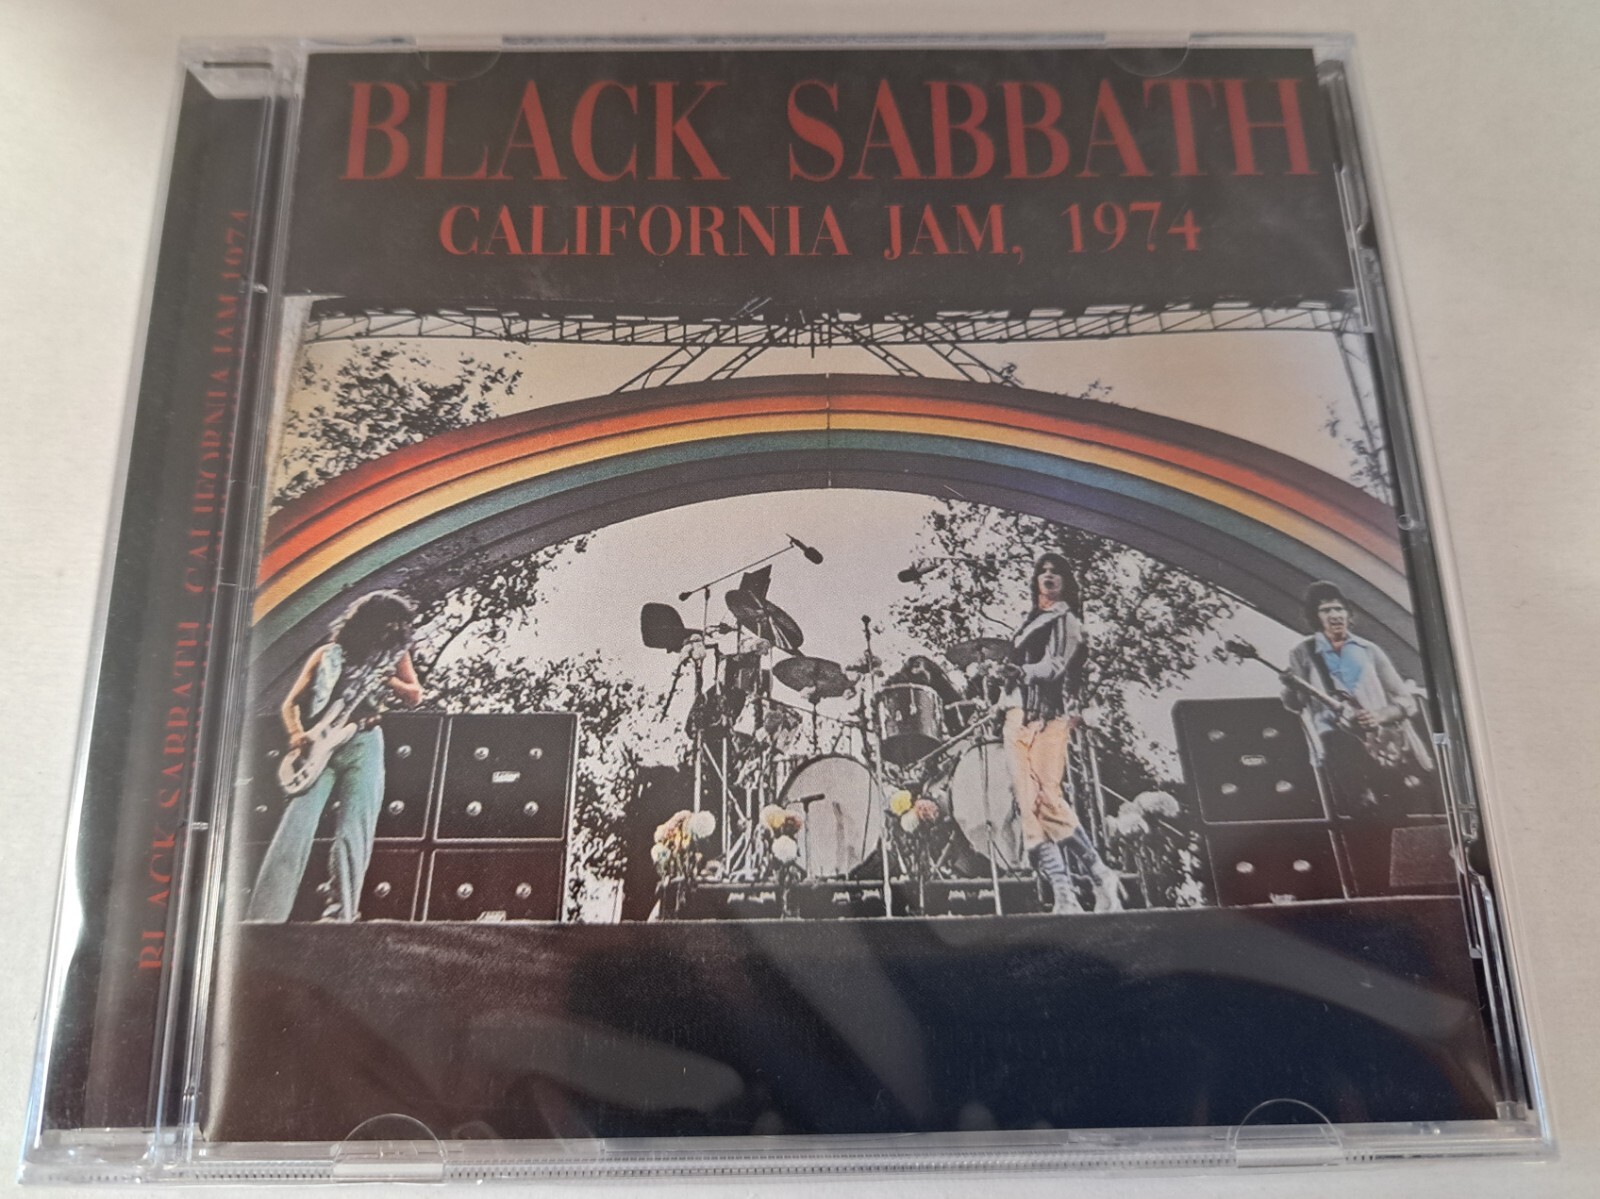 BLACK SABBATH
CALIFORNIA JAM, 1974
BLACK SABBATH CALIFORNIA JAM 1974